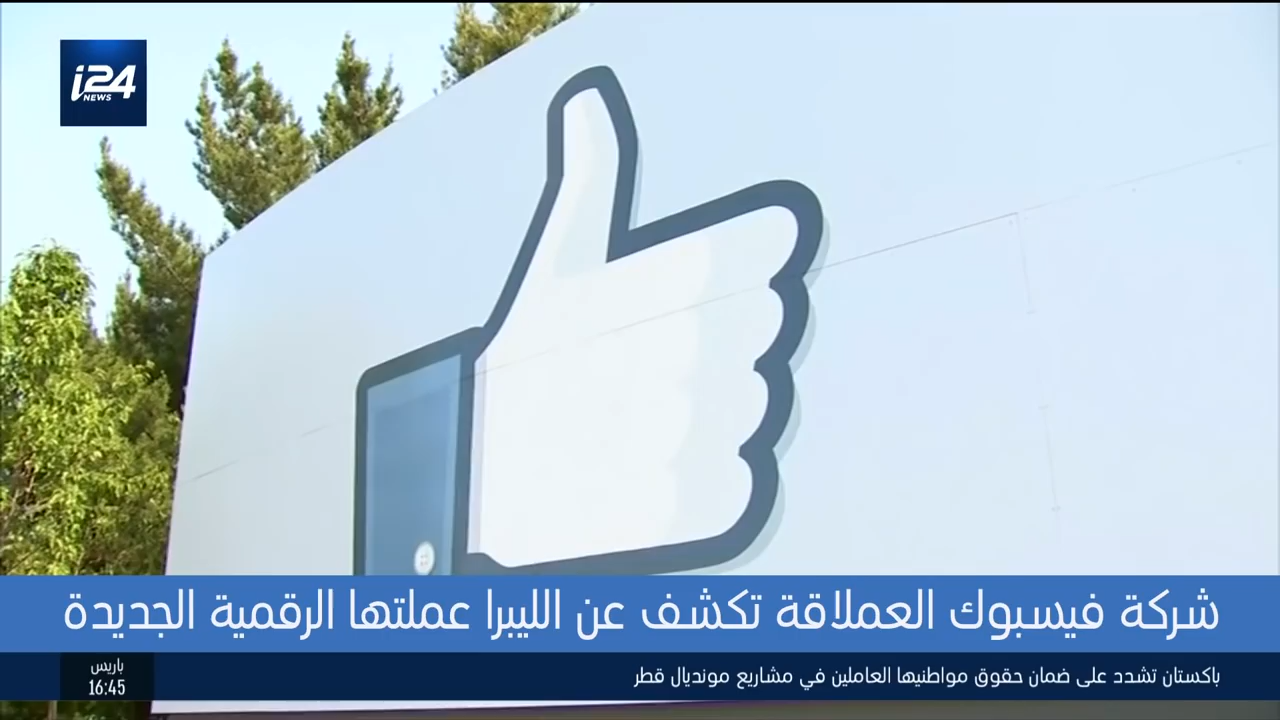 i24
NEWS
شركة فيسبوك العملاقة تكشف عن الليبرا عملتها الرقمية الجديدة
باكستان تشدد على ضمان حقوق مواطنيها العاملين في مشاريع مونديال قطر
باريس
16:45